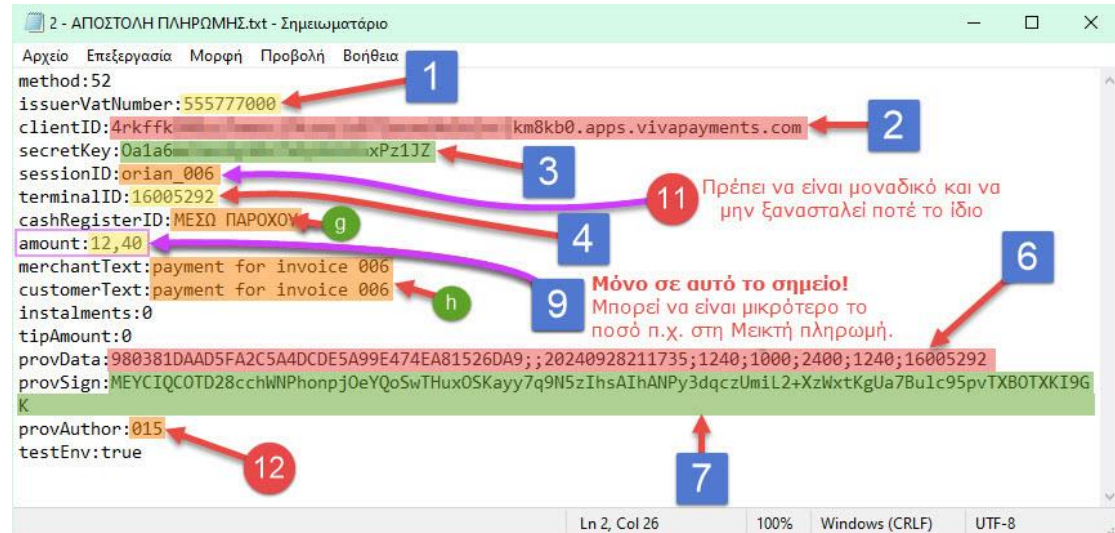 2 - ΑΠΟΣΤΟΛΗ ΠΛΗΡΩΜΗΣ.txt - Σημειωματάριο
Αρχείο Επεξεργασία Μορφή Προβολή Βοήθεια
1
method:52
issuerVatNumber:555777000
clientID:4rkffk km8kb0.apps.vivapayments.com
2
secretKey:0a1a6 xPz1JZ
3
sessionID:orian_006
11
Πρέπει να είναι μοναδικό και να
μην ξανασταλεί ποτέ το ίδιο
terminalID:16005292
4
cashRegisterID:ΜΕΣΩ ΠΑΡΟΧΟΥ
g
amount:12,40
9
Μόνο σε αυτό το σημείο!
Μπορεί να είναι μικρότερο το
ποσό π.χ. στη Μεικτή πληρωμή.
6
merchantText:payment for invoice 006
customerText:payment for invoice 006
h
instalments:0
tipAmount:0
provData:980381DAAD5FA2C5A4DCDE5A99E474EA81526DA9;;20240928211735;1240;1000;2400;1240;16005292
provSign:MEYCIQCOTD28cchWNPhonpjOeYQoSwTHuxOSKayy7q9N5zIhsAIhANPy3dqczUmiL2+XzWxtKgUa7Bulc95pvTXBOTXKI9G
K
7
provAuthor:015
12
testEnv:true
Ln 2, Col 26 100% Windows (CRLF) UTF-8